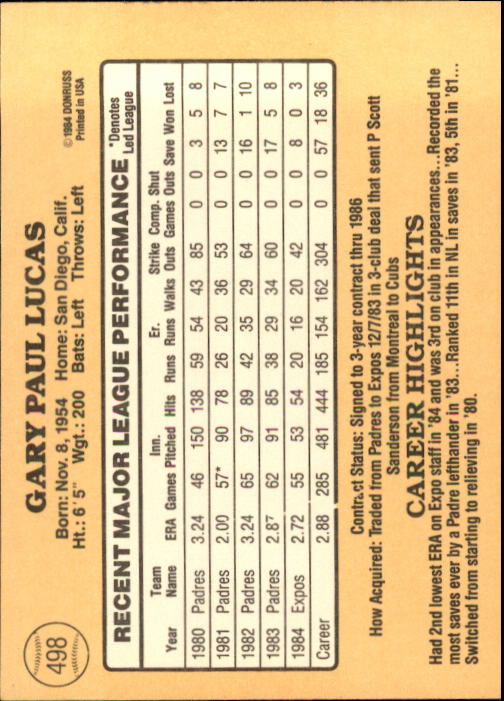 498
GARY PAUL LUCAS
Born: Nov. 8, 1954 Home: San Diego, Calif.
Ht.: 6' 5" Wgt.: 200 Bats: Left Throws: Left
© 1984 DONRUSS
Printed in USA
RECENT MAJOR LEAGUE PERFORMANCE *Denotes
Led League
Team Inn. Er. Strike Comp. Shut
Year Name ERA Games Pitched Hits Runs Runs Walks Outs Games Outs Save Won Lost
1980 Padres 3.24 46 150 138 59 54 43 85 0 0 3 5 8
1981 Padres 2.00 57* 90 78 26 20 36 53 0 0 13 7 7
1982 Padres 3.24 65 97 89 42 35 29 64 0 0 16 1 10
1983 Padres 2.87 62 91 85 38 29 34 60 0 0 17 5 8
1984 Expos 2.72 55 53 54 20 16 20 42 0 0 8 0 3
Career 2.88 285 481 444 185 154 162 304 0 0 57 18 36
Contract Status: Signed to 3-year contract thru 1986
How Acquired: Traded from Padres to Expos 12/7/83 in 3-club deal that sent P Scott
Sanderson from Montreal to Cubs
CAREER HIGHLIGHTS
Had 2nd lowest ERA on Expo staff in '84 and was 3rd on club in appearances...Recorded the
most saves ever by a Padre lefthander in '83...Ranked 11th in NL in saves in '83, 5th in '81...
Switched from starting to relieving in '80.